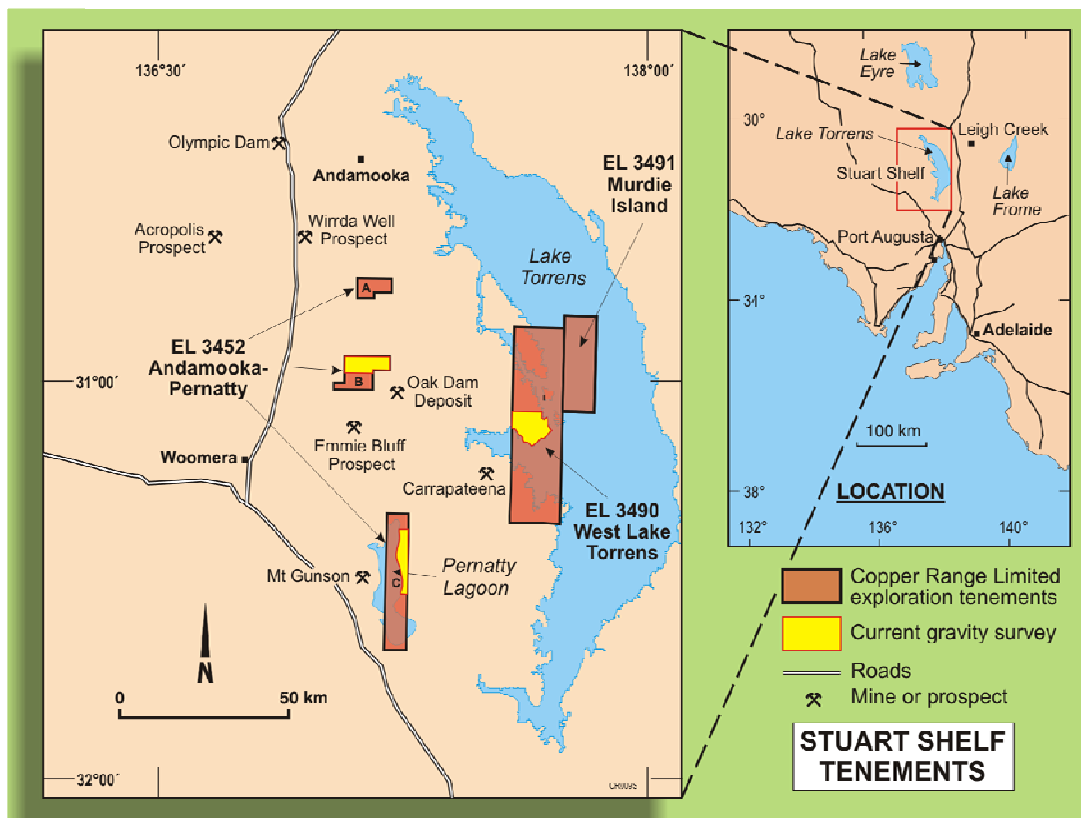 136°30´
138°00´
Olympic Dam
Andamooka
EL 3491
Murdie
Island
Acropolis
Prospect
Wirrda Well
Prospect
Lake
Torrens
A
EL 3452
Andamooka-
Pernatty
31°00´
B
Oak Dam
Deposit
Emmie Bluff
Prospect
Woomera
Carrapateena
EL 3490
West Lake
Torrens
Mt Gunson
C
Pernatty
Lagoon
N
0
50 km
32°00´
Lake
Eyre
30°
Lake Torrens
Leigh Creek
Stuart Shelf
Lake
Frome
Port Augusta
34°
Adelaide
100 km
38°
LOCATION
132°
136°
140°
Copper Range Limited
exploration tenements
Current gravity survey
Roads
Mine or prospect
STUART SHELF
TENEMENTS